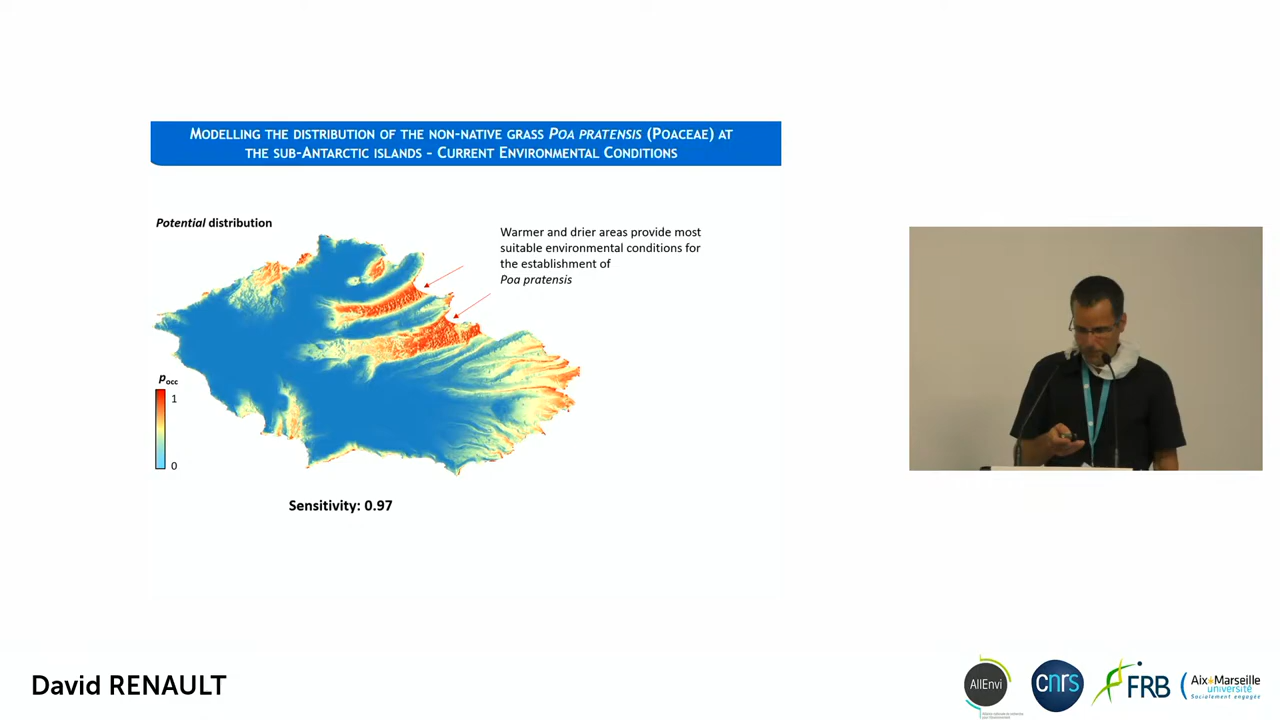 MODELLING THE DISTRIBUTION OF THE NON-NATIVE GRASS POA PRATENSIS (POACEAE) AT
THE SUB-ANTARCTIC ISLANDS – CURRENT ENVIRONMENTAL CONDITIONS
Potential distribution
Warmer and drier areas provide most
suitable environmental conditions for
the establishment of
Poa pratensis
pocc
1
0
Sensitivity: 0.97
David RENAULT
AllEnvi
cnrs
FRB
Aix+Marseille
université
Socialement engagée